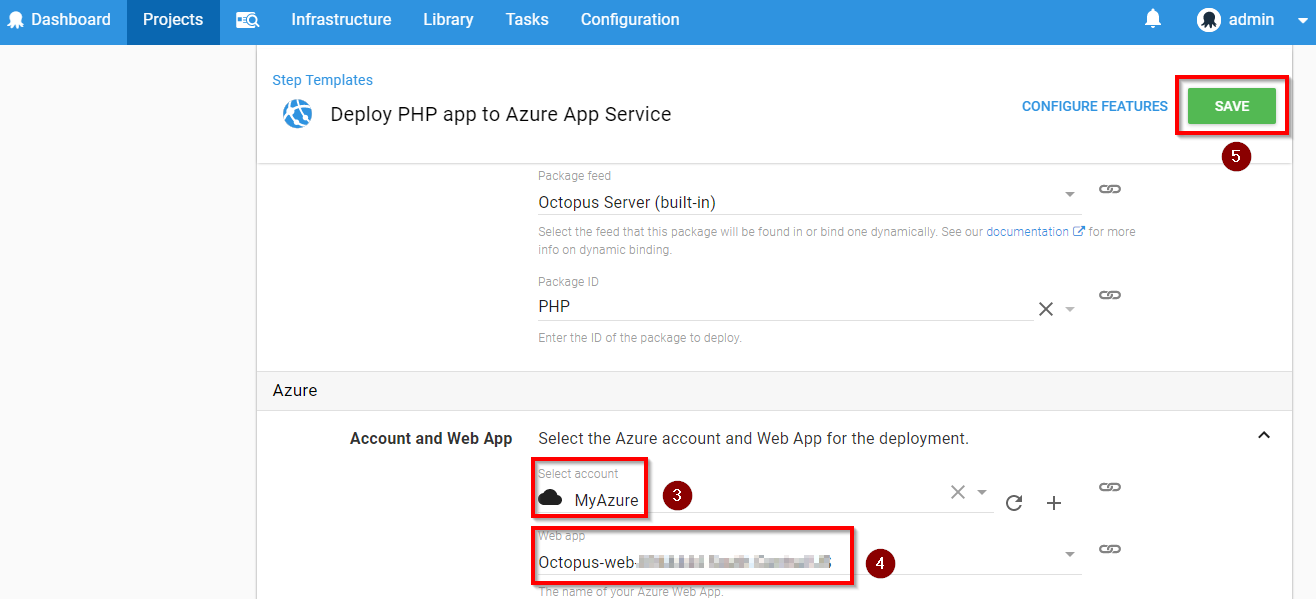 Dashboard Projects Infrastructure Library Tasks Configuration admin
Step Templates
Deploy PHP app to Azure App Service
CONFIGURE FEATURES
SAVE
5
Package feed
Octopus Server (built-in)
Select the feed that this package will be found in or bind one dynamically. See our documentation for more
info on dynamic binding.
Package ID
PHP
Enter the ID of the package to deploy.
Azure
Account and Web App Select the Azure account and Web App for the deployment.
Select account
MyAzure
3
Web app
Octopus-web-
4
The name of your Azure Web App.